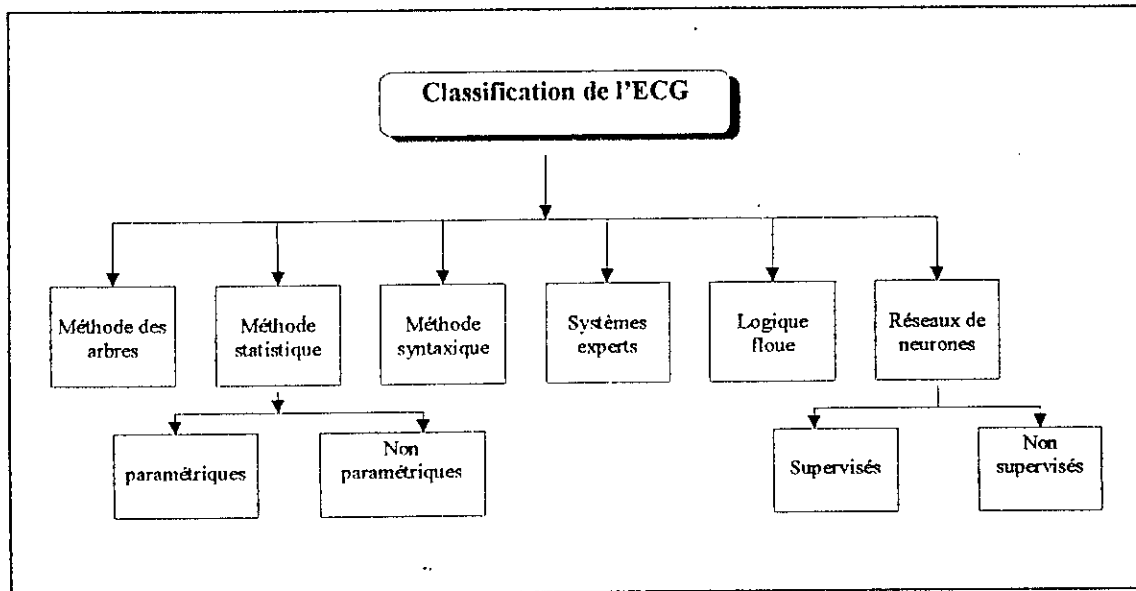 Classification de l'ECG
Méthode des
arbres
Méthode
statistique
Méthode
syntaxique
Systèmes
experts
Logique
floue
Réseaux de
neurones
paramétriques
Non
paramétriques
Supervisés
Non
supervisés